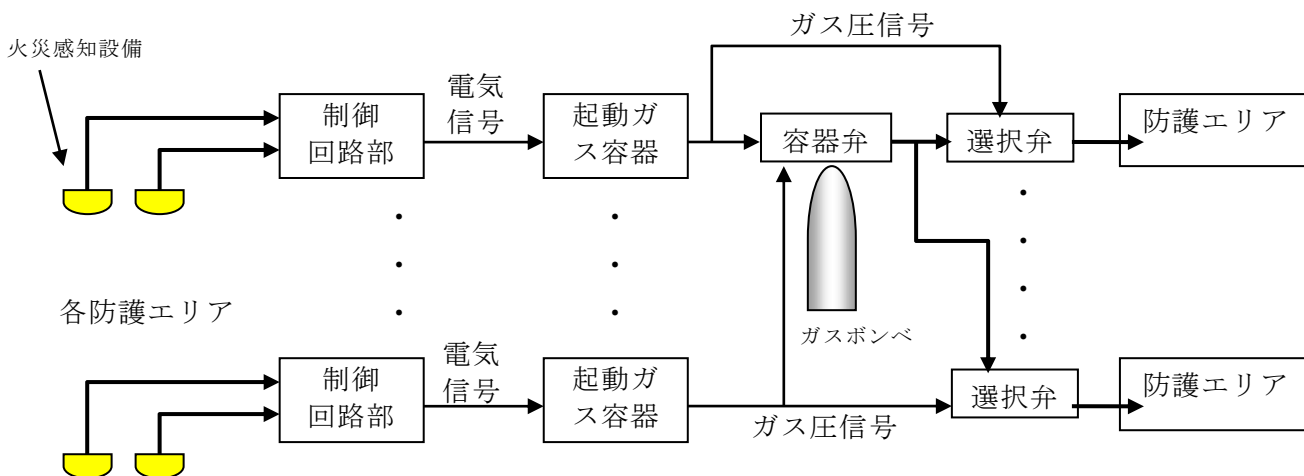 ガス圧信号
火災感知設備
電気
信号
制御
回路部
起動ガ
ス容器
容器弁
選択弁
防護エリア
・ ・ ・
・ ・ ・
・ ・ ・
・
各防護エリア
ガスボンベ
電気
信号
制御
回路部
起動ガ
ス容器
ガス圧信号
選択弁
防護エリア